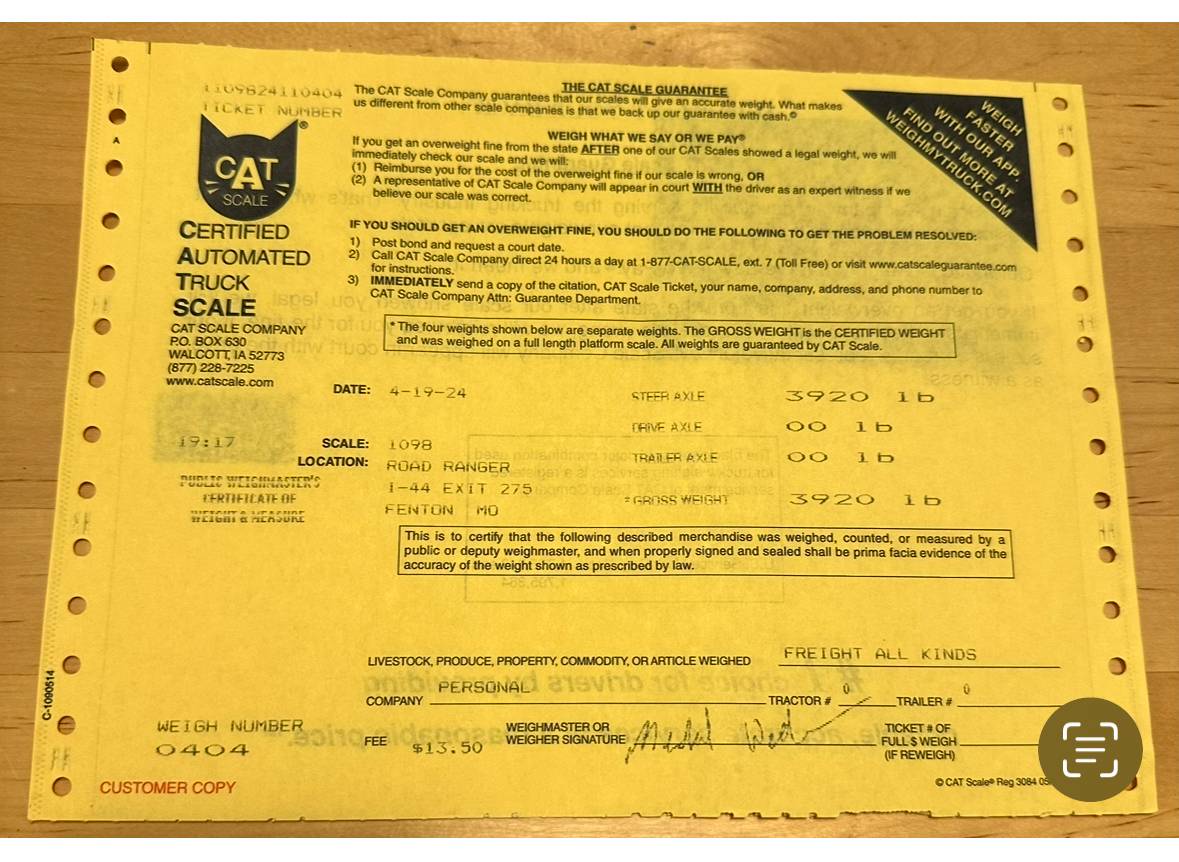 110982411040​4
TICKET NUMBER
CAT
SCALE
®
CERTIFIED
AUTOMATED
TRUCK
SCALE
CAT SCALE COMPANY
P.O. BOX 630
WALCOTT, IA 52773
(877) 228-7225
www.catscale.com
THE CAT SCALE GUARANTEE
The CAT Scale Company guarantees that our scales will give an accurate weight. What makes
us different from other scale companies is that we back up our guarantee with cash.©
WEIGH WHAT WE SAY OR WE PAY®
If you get an overweight fine from the state AFTER one of our CAT Scales showed a legal weight, we will
immediately check our scale and we will:
(1) Reimburse you for the cost of the overweight fine if our scale is wrong, OR
(2) A representative of CAT Scale Company will appear in court WITH the driver as an expert witness if we
believe our scale was correct.
WEIGH
FASTER
WITH OUR APP.
FIND OUT MORE AT
WEIGHMYTRUCK.COM
IF YOU SHOULD GET AN OVERWEIGHT FINE, YOU SHOULD DO THE FOLLOWING TO GET THE PROBLEM RESOLVED:
1) Post bond and request a court date.
2) Call CAT Scale Company direct 24 hours a day at 1-877-CAT-SCALE, ext. 7 (Toll Free) or visit www.catscaleguarantee.com
for instructions.
3) IMMEDIATELY send a copy of the citation, CAT Scale Ticket, your name, company, address, and phone number to
CAT Scale Company Attn: Guarantee Department.
* The four weights shown below are separate weights. The GROSS WEIGHT is the CERTIFIED WEIGHT
and was weighed on a full length platform scale. All weights are guaranteed by CAT Scale.
DATE: 4-19-24
STEER AXLE 3920 lb
DRIVE AXLE 00 lb
19:17
SCALE: 1098
TRAILER AXLE 00 lb
LOCATION: ROAD RANGER
I-44 EXIT 275
FENTON MO
* GROSS WEIGHT 3920 lb
PUBLIC WEIGHMASTER'S
CERTIFICATE OF
WEIGHT & MEASURE
This is to certify that the following described merchandise was weighed, counted, or measured by a
public or deputy weighmaster, and when properly signed and sealed shall be prima facia evidence of the
accuracy of the weight shown as prescribed by law.
LIVESTOCK, PRODUCE, PROPERTY, COMMODITY, OR ARTICLE WEIGHED FREIGHT ALL KINDS
COMPANY PERSONAL TRACTOR # 0 TRAILER # 0
WEIGH NUMBER
0404
FEE $13.50
WEIGHMASTER OR
WEIGHER SIGNATURE
TICKET # OF
FULL $ WEIGH
(IF REWEIGH)
CUSTOMER COPY
© CAT Scale® Reg 3084
C-1090514
A